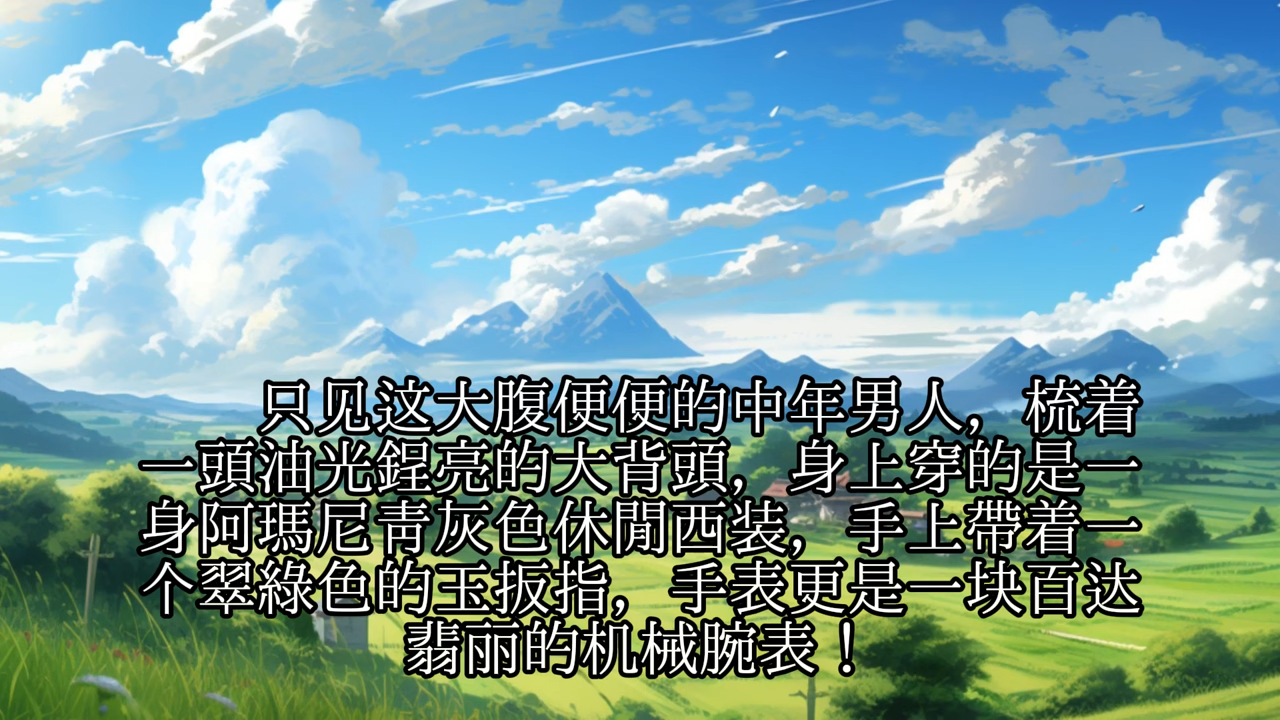 只见这大腹便便的中年男人，梳着
一頭油光鋥亮的大背頭，身上穿的是一
身阿瑪尼青灰色休閒西装，手上帶着一
个翠綠色的玉扳指，手表更是一块百达
翡丽的机械腕表！